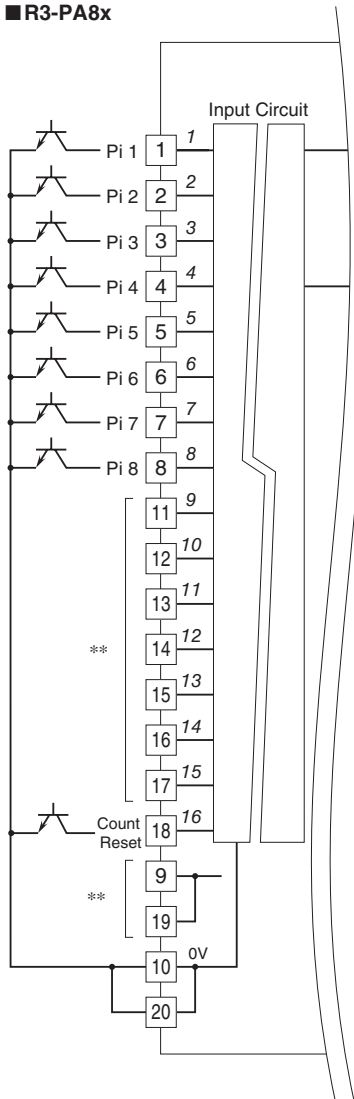 ■R3-PA8x
Input Circuit
Pi 1 1 1
Pi 2 2 2
Pi 3 3 3
Pi 4 4 4
Pi 5 5 5
Pi 6 6 6
Pi 7 7 7
Pi 8 8 8
11 9
12 10
13 11
** 14 12
15 13
16 14
17 15
Count Reset 18 16
9
**
19
10 0V
20